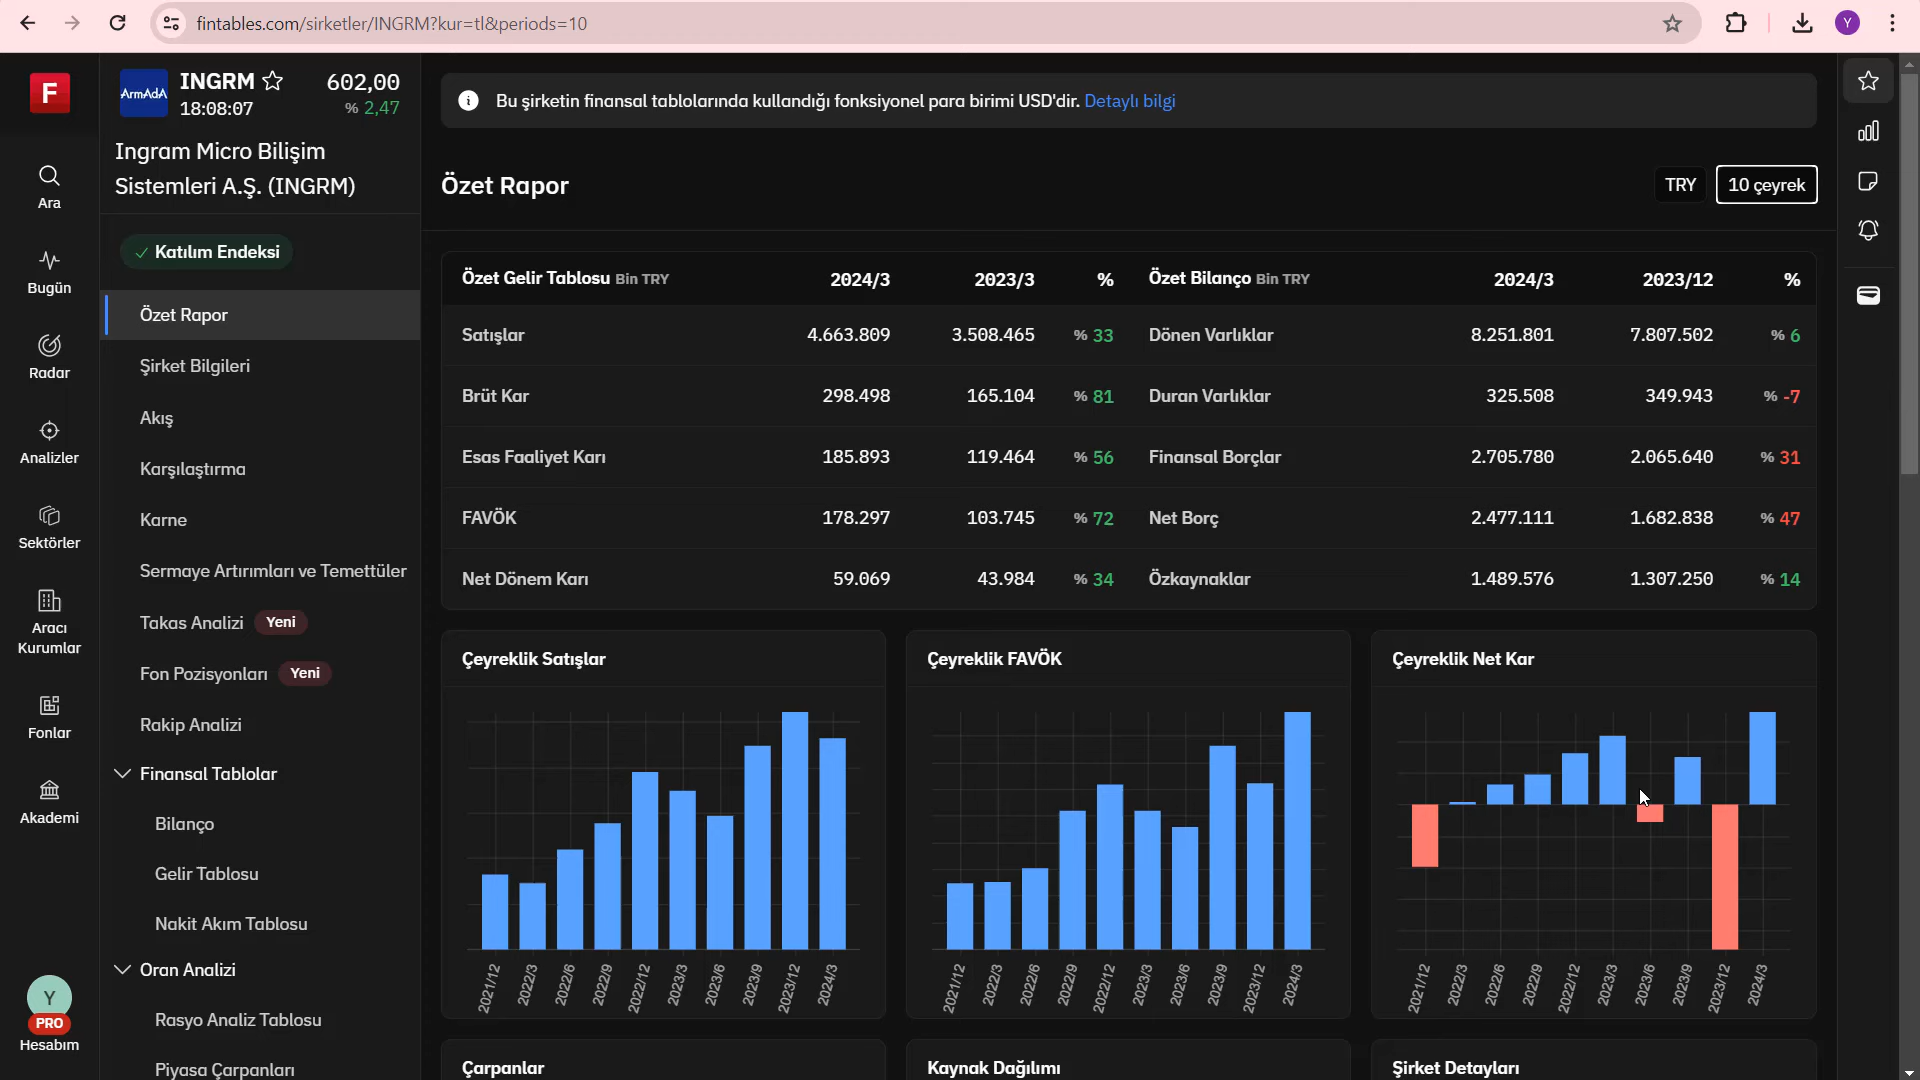 fintables.com/sirketler/INGRM?kur=tl&periods=10
Y
F
Ara
Bugün
Radar
Analizler
Sektörler
Aracı
Kurumlar
Fonlar
Akademi
Y
PRO
Hesabım
ArmAdA
INGRM 602,00
18:08:07 % 2,47
Ingram Micro Bilişim
Sistemleri A.Ş. (INGRM)
Katılım Endeksi
Özet Rapor
Şirket Bilgileri
Akış
Karşılaştırma
Karne
Sermaye Artırımları ve Temettüler
Takas Analizi Yeni
Fon Pozisyonları Yeni
Rakip Analizi
Finansal Tablolar
Bilanço
Gelir Tablosu
Nakit Akım Tablosu
Oran Analizi
Rasyo Analiz Tablosu
Piyasa Çarpanları
Bu şirketin finansal tablolarında kullandığı fonksiyonel para birimi USD'dir. Detaylı bilgi
Özet Rapor
TRY 10 çeyrek
Özet Gelir Tablosu Bin TRY 2024/3 2023/3 % Özet Bilanço Bin TRY 2024/3 2023/12 %
Satışlar 4.663.809 3.508.465 % 33 Dönen Varlıklar 8.251.801 7.807.502 % 6
Brüt Kar 298.498 165.104 % 81 Duran Varlıklar 325.508 349.943 % -7
Esas Faaliyet Karı 185.893 119.464 % 56 Finansal Borçlar 2.705.780 2.065.640 % 31
FAVÖK 178.297 103.745 % 72 Net Borç 2.477.111 1.682.838 % 47
Net Dönem Karı 59.069 43.984 % 34 Özkaynaklar 1.489.576 1.307.250 % 14
Çeyreklik Satışlar
2021/12 2022/3 2022/6 2022/9 2022/12 2023/3 2023/6 2023/9 2023/12 2024/3
Çeyreklik FAVÖK
2021/12 2022/3 2022/6 2022/9 2022/12 2023/3 2023/6 2023/9 2023/12 2024/3
Çeyreklik Net Kar
2021/12 2022/3 2022/6 2022/9 2022/12 2023/3 2023/6 2023/9 2023/12 2024/3
Çarpanlar
Kaynak Dağılımı
Şirket Detayları